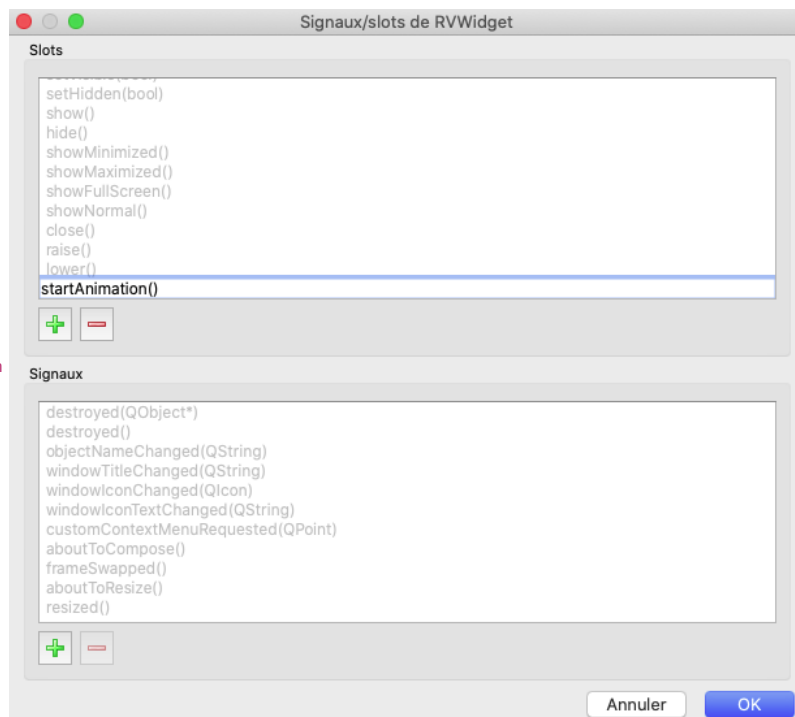 Signaux/slots de RVWidget
Slots
setHidden(bool)
show()
hide()
showMinimized()
showMaximized()
showFullScreen()
showNormal()
close()
raise()
lower()
startAnimation()
Signaux
destroyed(QObject*)
destroyed()
objectNameChanged(QString)
windowTitleChanged(QString)
windowIconChanged(QIcon)
windowIconTextChanged(QString)
customContextMenuRequested(QPoint)
aboutToCompose()
frameSwapped()
aboutToResize()
resized()
Annuler OK